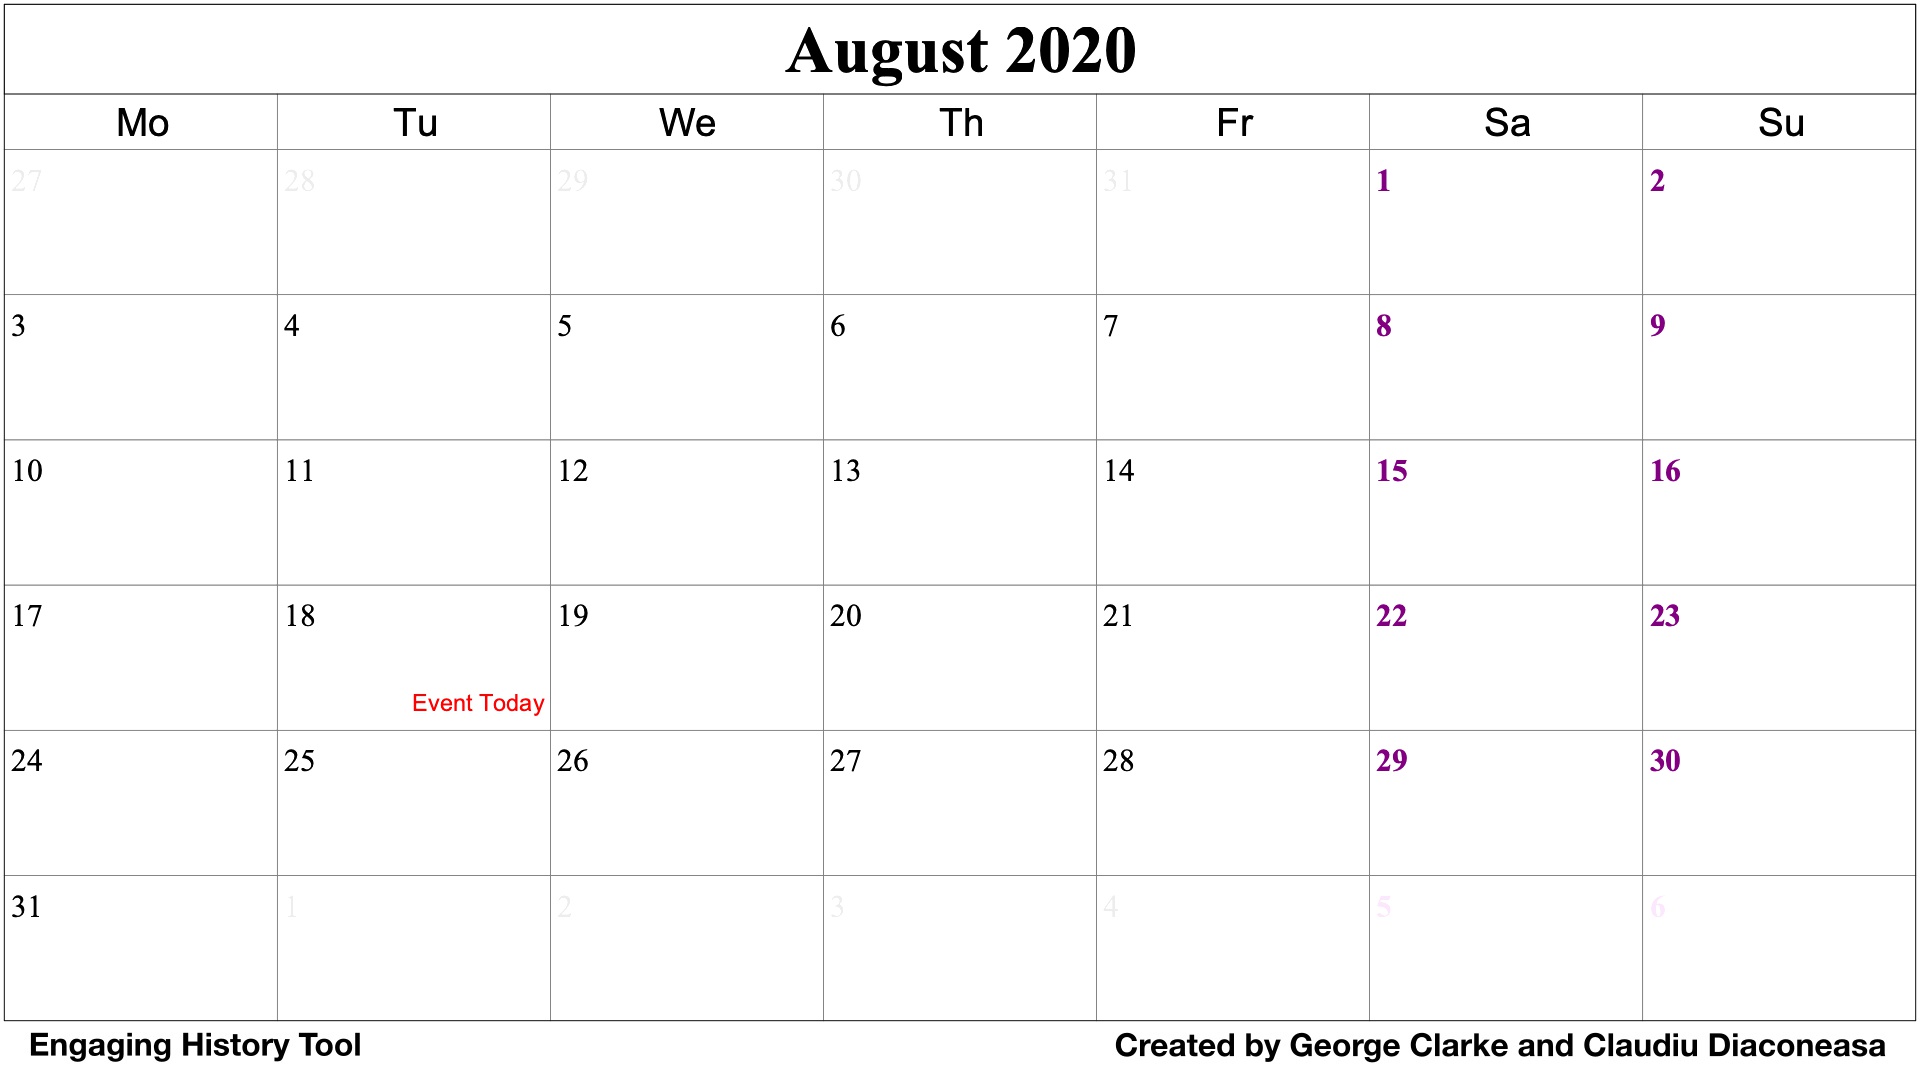 August 2020
Mo Tu We Th Fr Sa Su
27 28 29 30 31 1 2
3 4 5 6 7 8 9
10 11 12 13 14 15 16
17 18 19 20 21 22 23
Event Today
24 25 26 27 28 29 30
31 1 2 3 4 5 6
Engaging History Tool
Created by George Clarke and Claudiu Diaconeasa